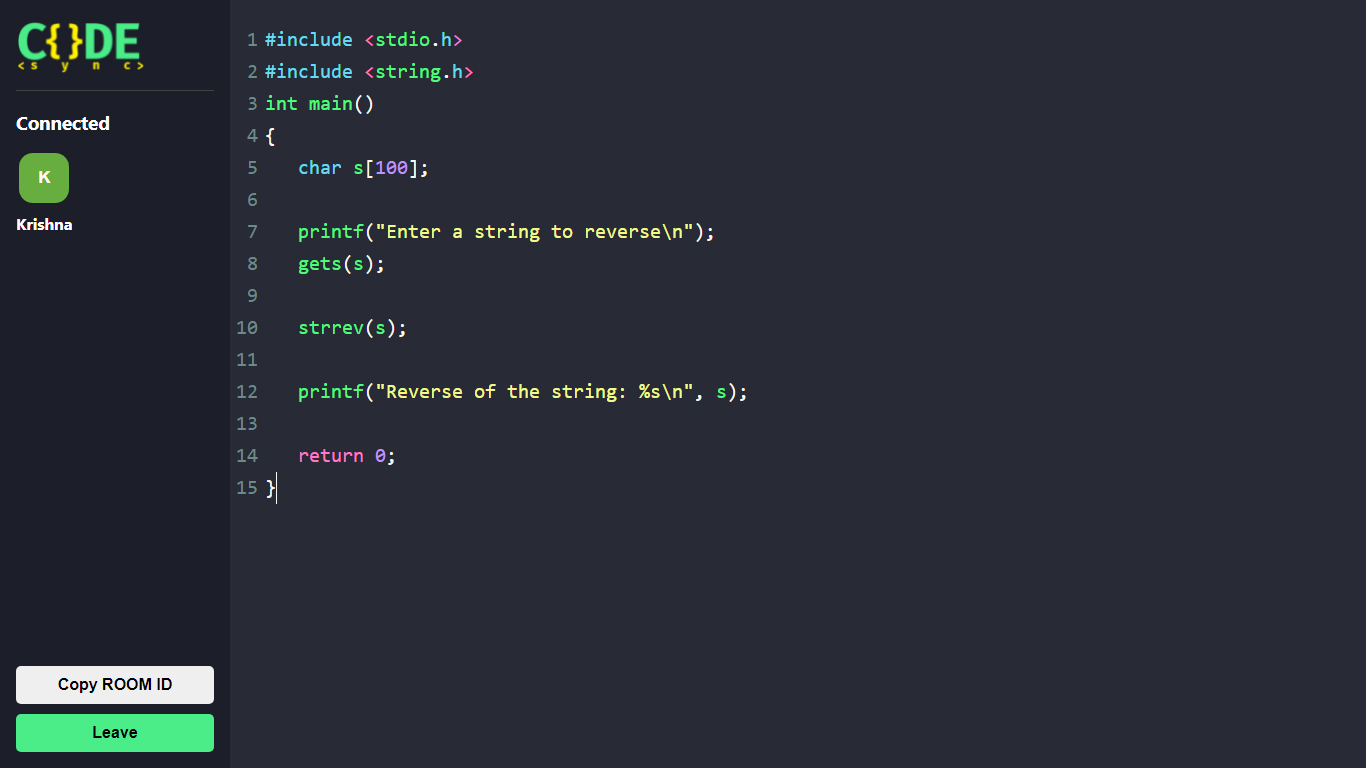 C{}DE
<sync>
Connected
K
Krishna
Copy ROOM ID
Leave
1 #include <stdio.h>
2 #include <string.h>
3 int main()
4 {
5    char s[100];
6
7    printf("Enter a string to reverse\n");
8    gets(s);
9
10    strrev(s);
11
12    printf("Reverse of the string: %s\n", s);
13
14    return 0;
15 }